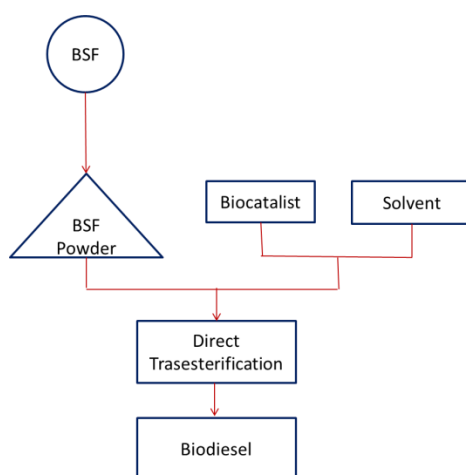 BSF
BSF
Powder
Biocatalist
Solvent
Direct
Trasesterification
Biodiesel